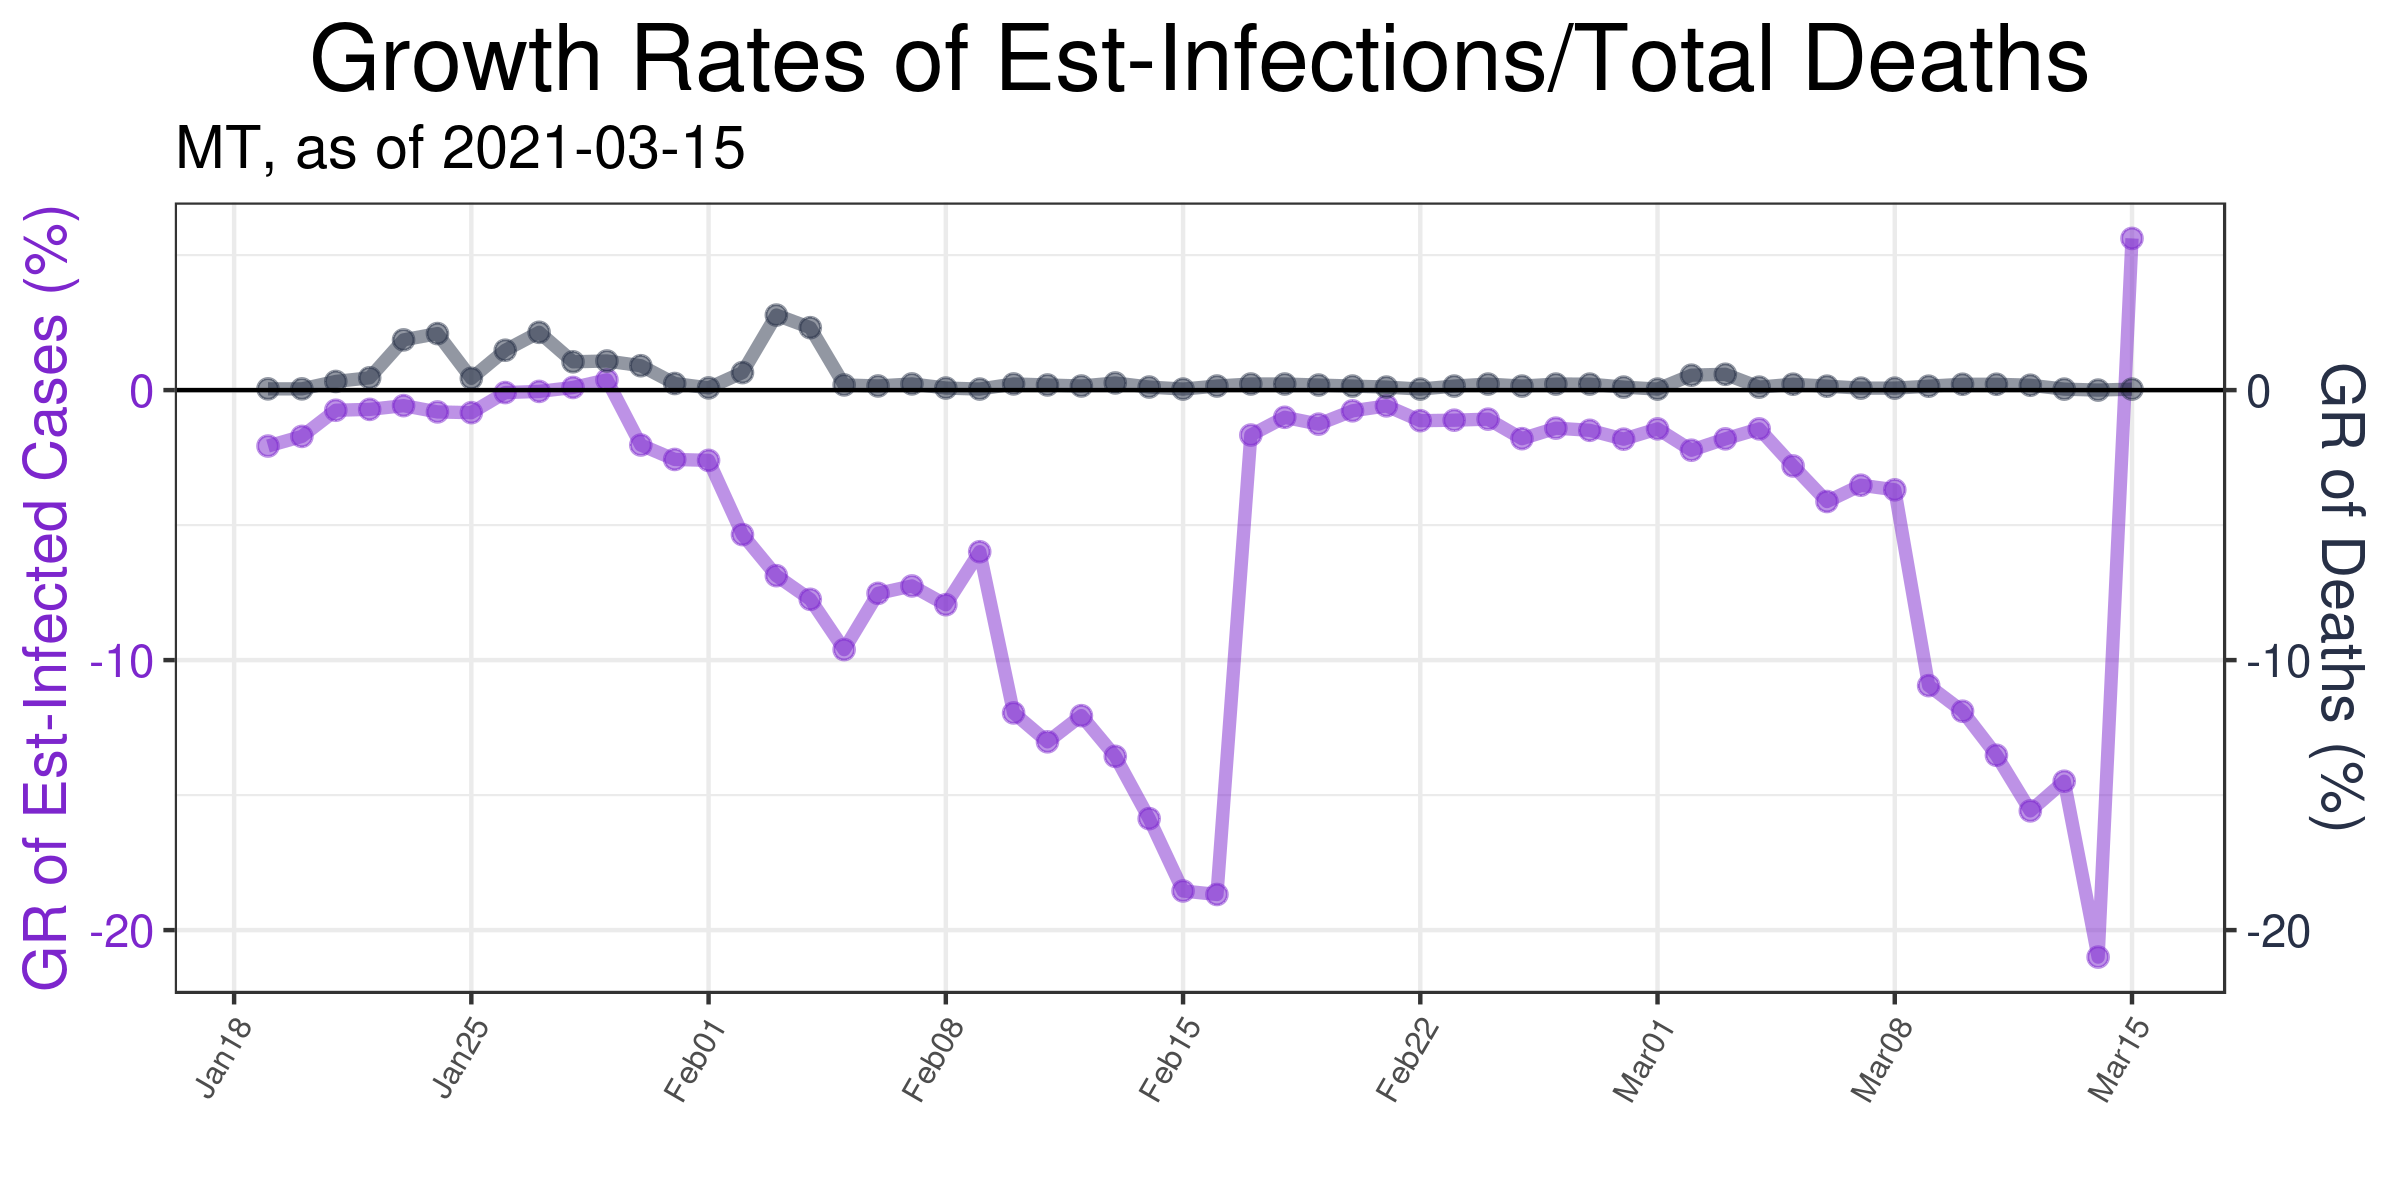 Growth Rates of Est-Infections/Total Deaths
MT, as of 2021-03-15
GR of Est-Infected Cases (%)
0
-10
-20
0
-10
-20
GR of Deaths (%)
Jan18
Jan25
Feb01
Feb08
Feb15
Feb22
Mar01
Mar08
Mar15